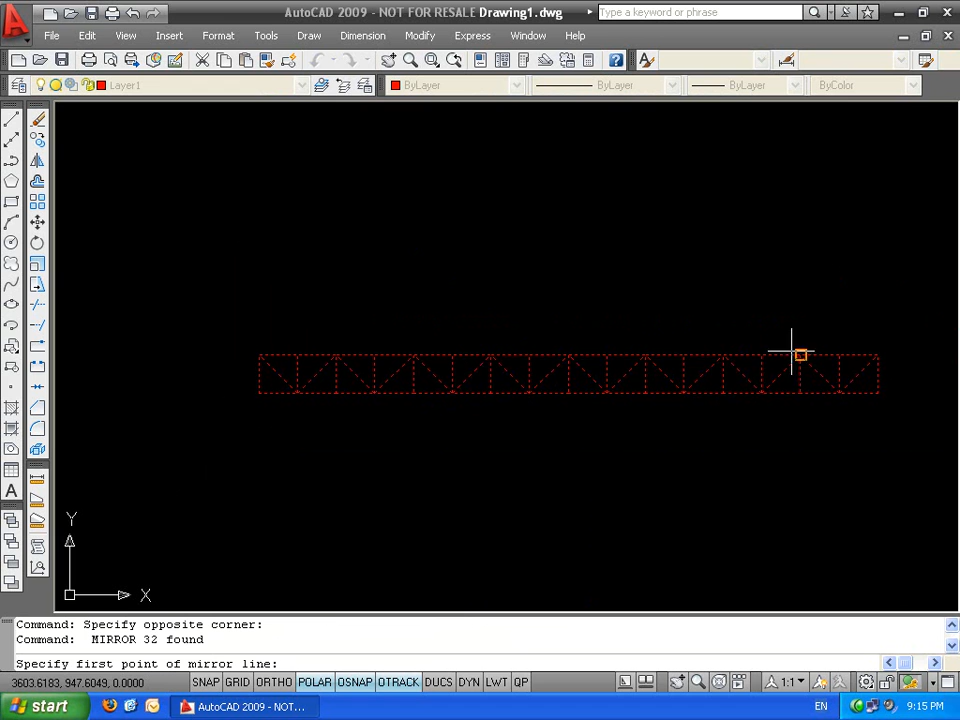 AutoCAD 2009 - NOT FOR RESALE Drawing1.dwg
Type a keyword or phrase
File Edit View Insert Format Tools Draw Dimension Modify Express Window Help
Layer1 ByLayer ByLayer ByLayer ByColor
A
Y
X
Command: Specify opposite corner:
Command: MIRROR 32 found
Specify first point of mirror line:
3603.6183, 947.6049, 0.0000 SNAP GRID ORTHO POLAR OSNAP OTRACK DUCS DYN LWT QP 1:1
start AutoCAD 2009 - NOT... EN 9:15 PM